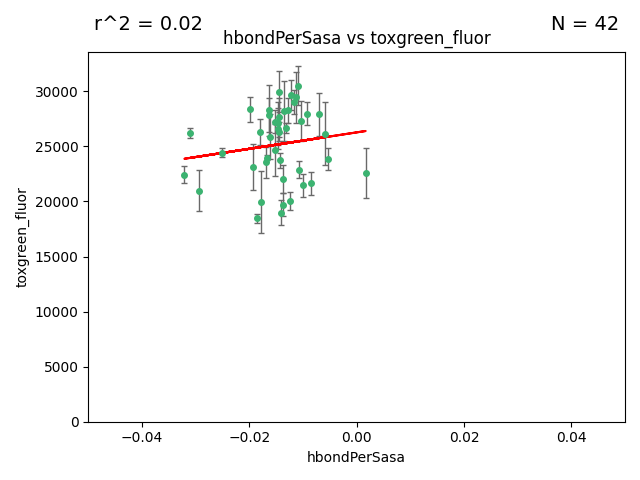 r^2 = 0.02
N = 42
hbondPerSasa vs toxgreen_fluor
toxgreen_fluor
30000
25000
20000
15000
10000
5000
0
−0.04
−0.02
0.00
0.02
0.04
hbondPerSasa